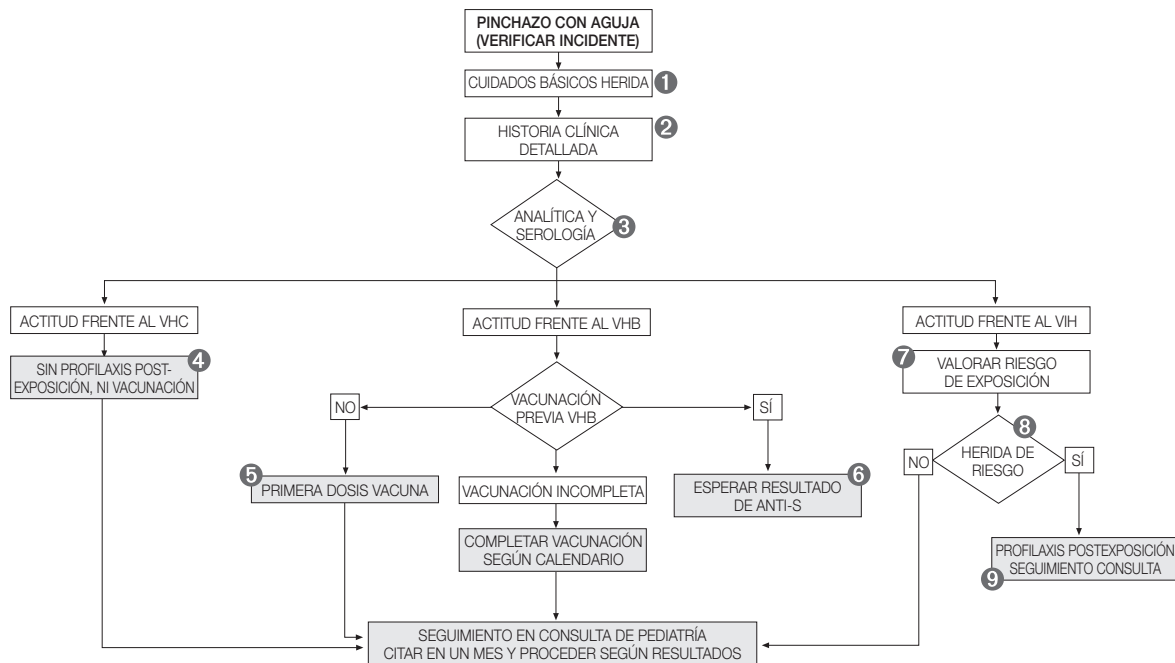 PINCHAZO CON AGUJA
(VERIFICAR INCIDENTE)
CUIDADOS BÁSICOS HERIDA 1
HISTORIA CLÍNICA
DETALLADA
2
ANALÍTICA Y
SEROLOGÍA
3
ACTITUD FRENTE AL VHC
4
SIN PROFILAXIS POST-
EXPOSICIÓN, NI VACUNACIÓN
ACTITUD FRENTE AL VHB
VACUNACIÓN
PREVIA VHB
NO
5
PRIMERA DOSIS VACUNA
VACUNACIÓN INCOMPLETA
COMPLETAR VACUNACIÓN
SEGÚN CALENDARIO
SÍ
6
ESPERAR RESULTADO
DE ANTI-S
ACTITUD FRENTE AL VIH
7
VALORAR RIESGO
DE EXPOSICIÓN
8
HERIDA DE
RIESGO
NO
SÍ
PROFILAXIS POSTEXPOSICIÓN
SEGUIMIENTO CONSULTA
9
SEGUIMIENTO EN CONSULTA DE PEDIATRÍA
CITAR EN UN MES Y PROCEDER SEGÚN RESULTADOS